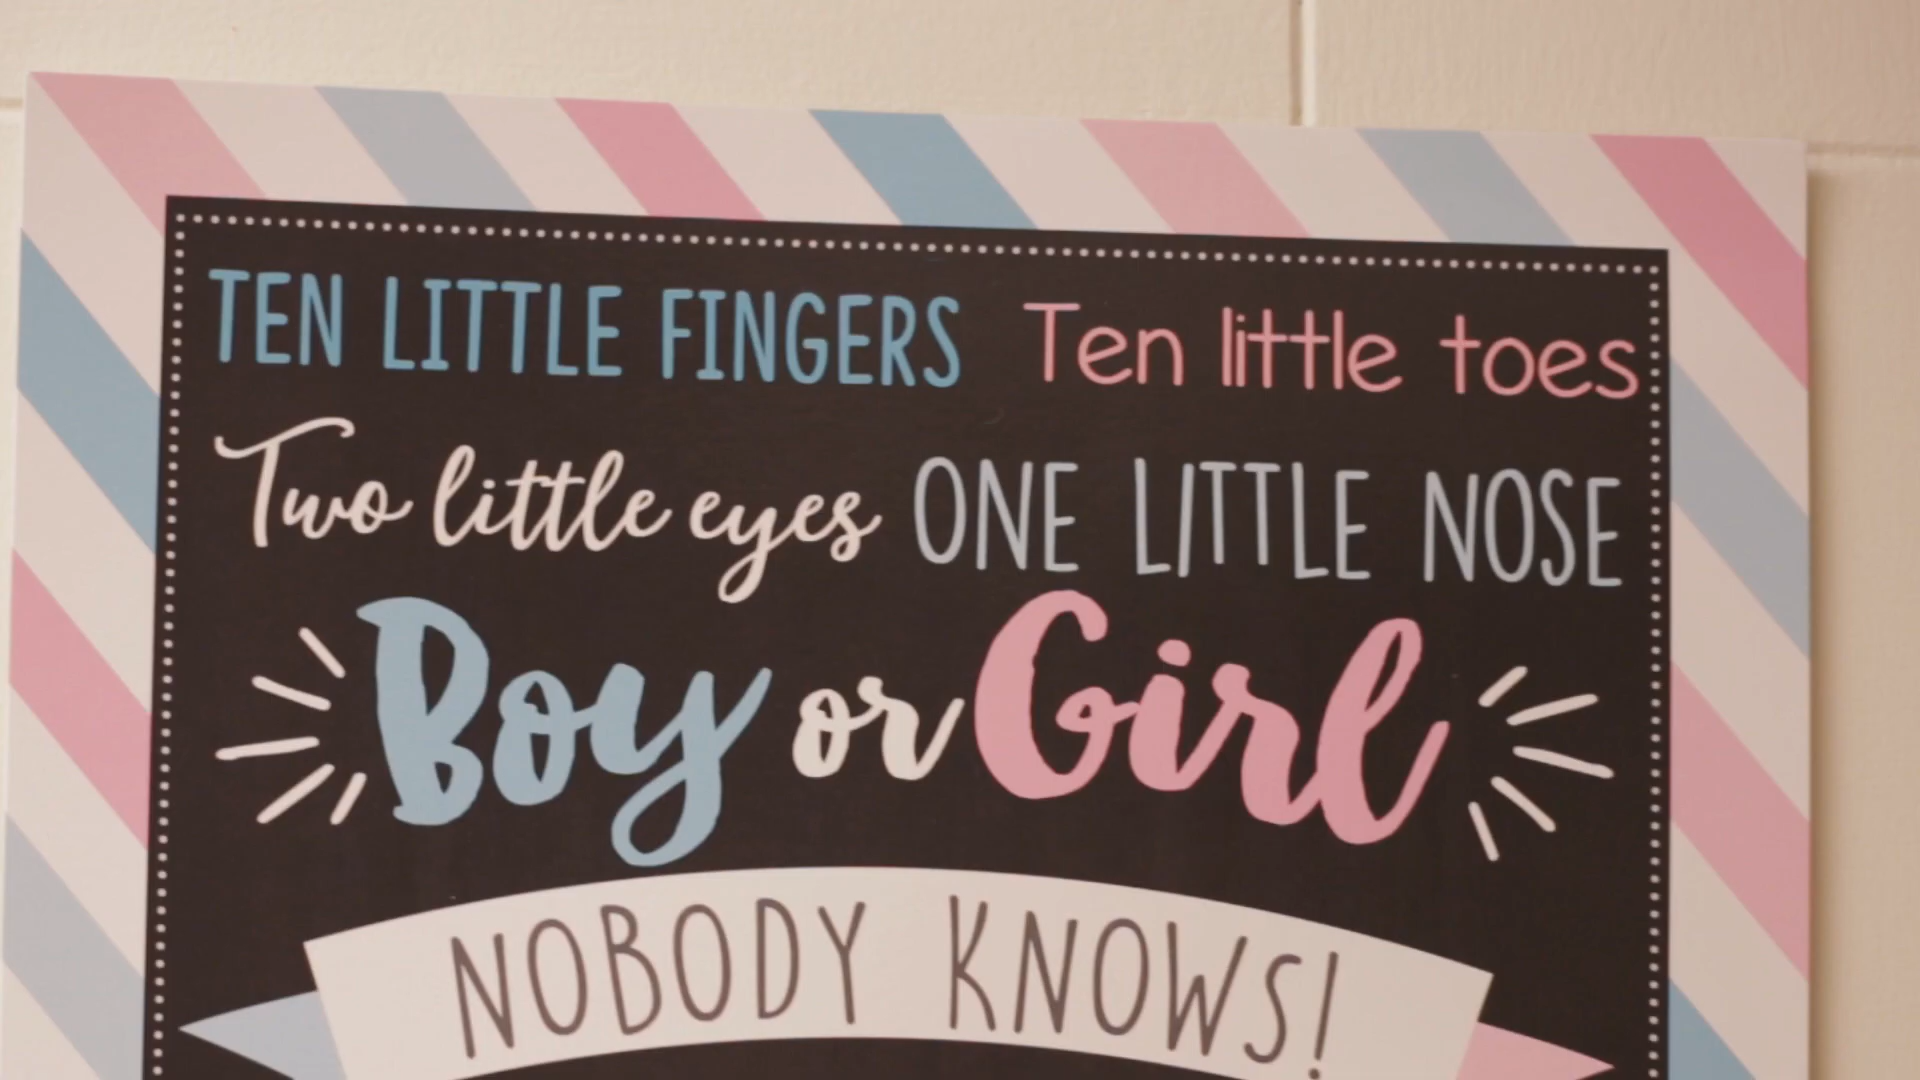 TEN LITTLE FINGERS Ten little toes
Two little eyes ONE LITTLE NOSE
Boy or Girl
NOBODY KNOWS!